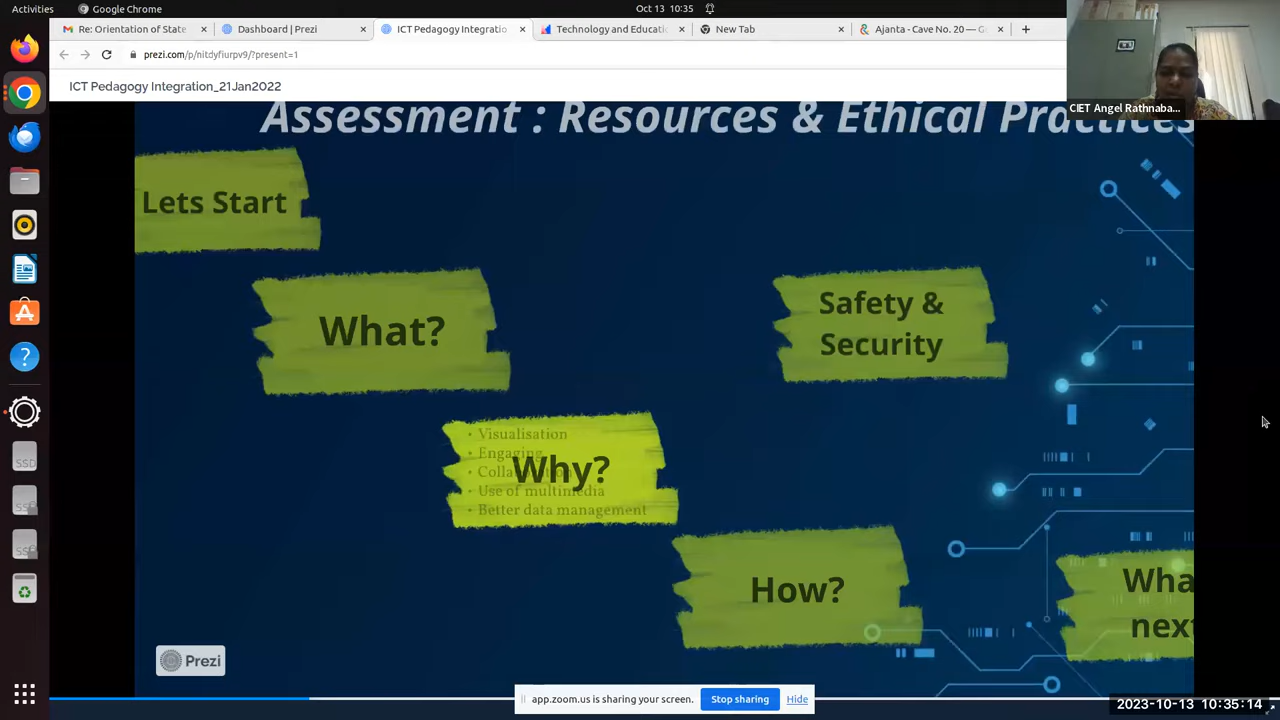 Activities
Google Chrome
Oct 13 10:35
Re: Orientation of State
Dashboard | Prezi
ICT Pedagogy Integratio
Technology and Educati
New Tab
Ajanta - Cave No. 20 — G
prezi.com/p/nitdyfiurpv9/?present=1
ICT Pedagogy Integration_21Jan2022
CIET Angel Rathnaba...
Assessment : Resources & Ethical Practices
Lets Start
What?
Safety &
Security
• Visualisation
• Engaging
Why?
• Use of multimedia
• Better data management
How?
Wha
next
Prezi
app.zoom.us is sharing your screen.
Stop sharing
Hide
2023-10-13 10:35:14
SSD